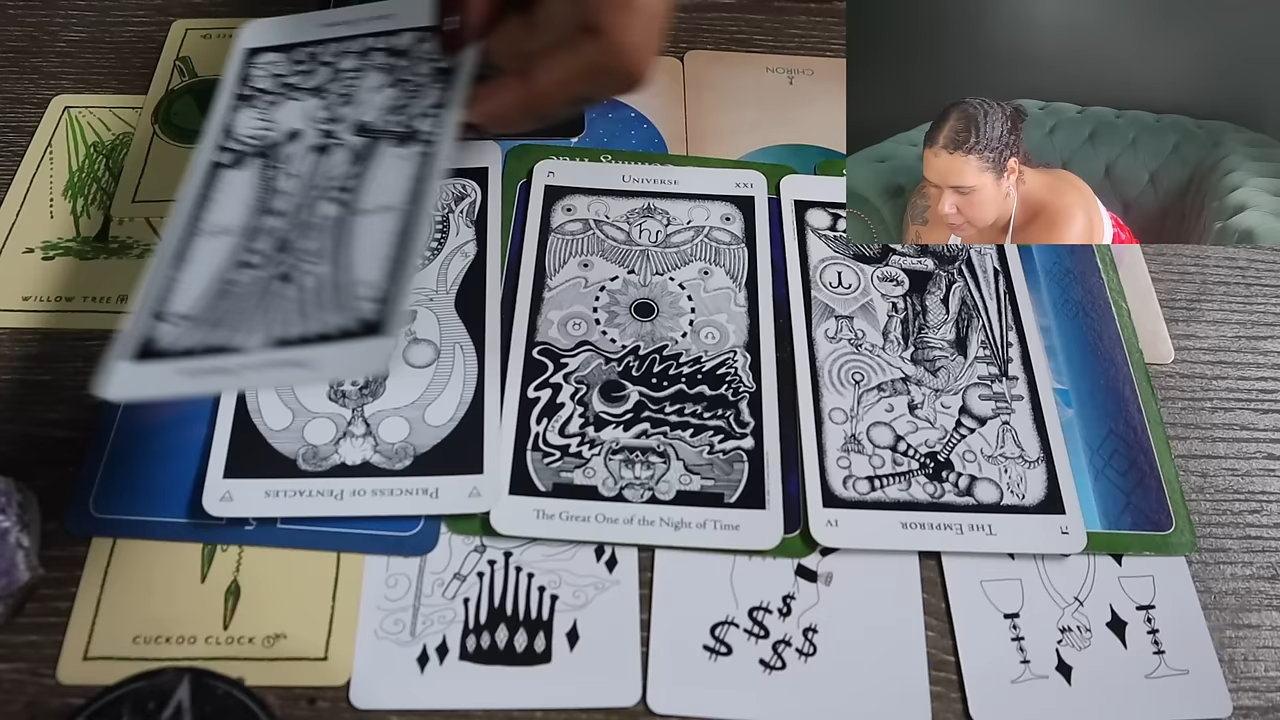 CHIRON
UNIVERSE XXI
The Great One of the Night of Time
PRINCESS OF PENTACLES
IV THE EMPEROR
WILLOW TREE
CUCKOO CLOCK
$ $ $ $ $